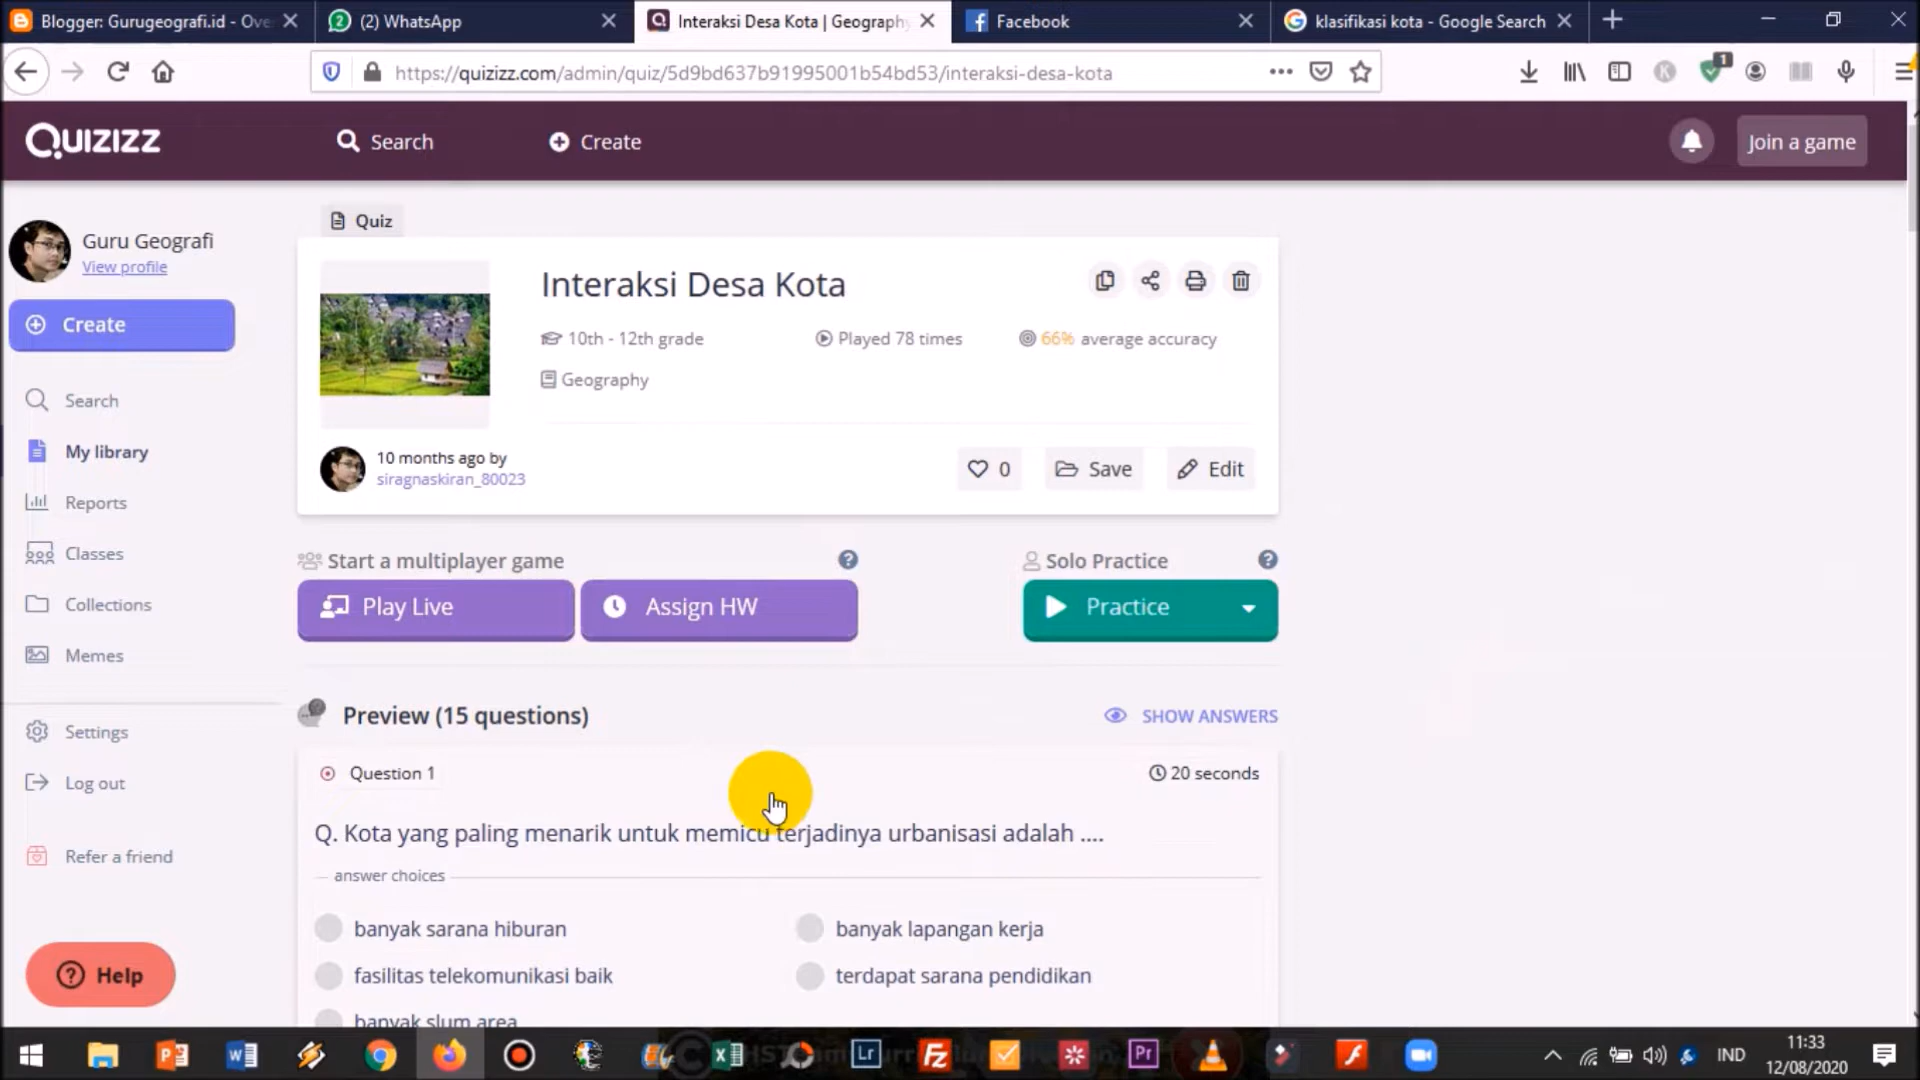 Blogger: Gurugeografi.id - Ove
(2) WhatsApp
Interaksi Desa Kota | Geography
Facebook
klasifikasi kota - Google Search
https://quizizz.com/admin/quiz/5d9bd637b91995001b54bd53/interaksi-desa-kota
1
Quizizz
Search
Create
Join a game
Guru Geografi
View profile
Create
Search
My library
Reports
Classes
Collections
Memes
Settings
Log out
Refer a friend
Help
Quiz
Interaksi Desa Kota
10th - 12th grade
Played 78 times
66% average accuracy
Geography
10 months ago by
siragnaskiran_80023
0
Save
Edit
Start a multiplayer game
Solo Practice
Play Live
Assign HW
Practice
Preview (15 questions)
SHOW ANSWERS
Question 1
20 seconds
Q. Kota yang paling menarik untuk memicu terjadinya urbanisasi adalah ....
answer choices
banyak sarana hiburan
banyak lapangan kerja
fasilitas telekomunikasi baik
terdapat sarana pendidikan
banyak slum area
Lr
Pr
IND
11:33
12/08/2020